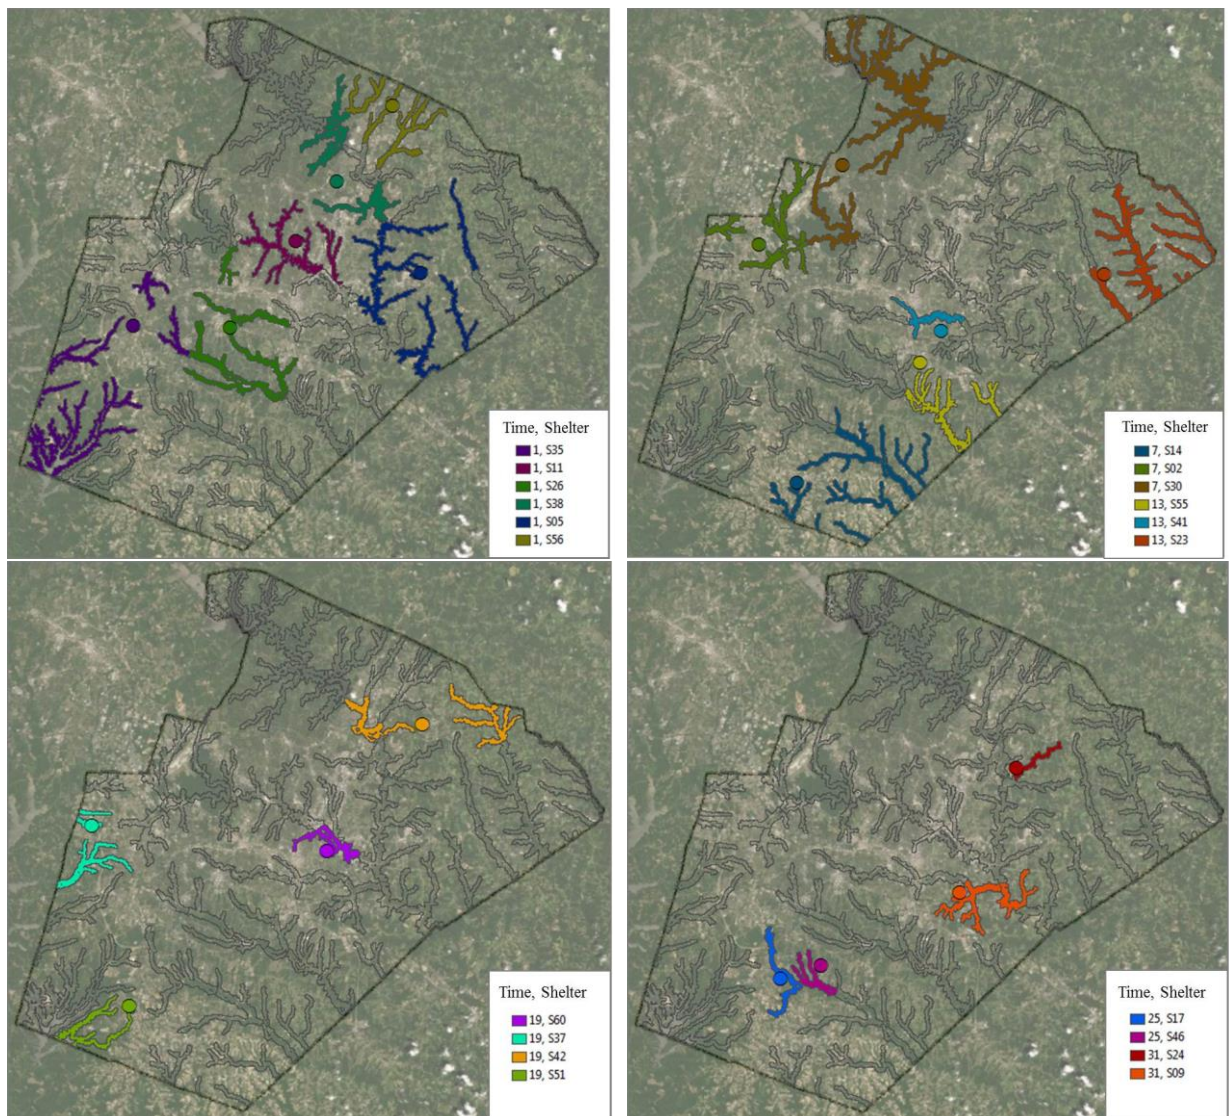 Time, Shelter
1, S35
1, S11
1, S26
1, S38
1, S05
1, S56
Time, Shelter
7, S14
7, S02
7, S30
13, S55
13, S41
13, S23
Time, Shelter
19, S60
19, S37
19, S42
19, S51
Time, Shelter
25, S17
25, S46
31, S24
31, S09